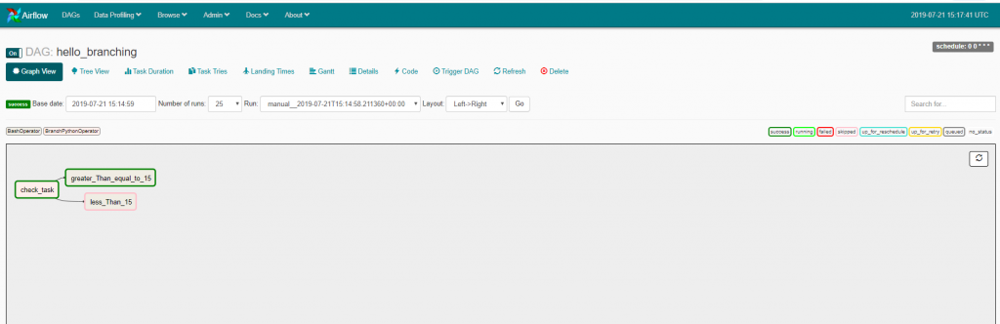 Airflow DAGs Data Profiling Browse Admin Docs About 2019-07-21 15:17:41 UTC
On DAG: hello_branching schedule: 0 0 * * *
Graph View Tree View Task Duration Task Tries Landing Times Gantt Details Code Trigger DAG Refresh Delete
success Base date: 2019-07-21 15:14:59 Number of runs: 25 Run: manual__2019-07-21T15:14:58.211360+00:00 Layout: Left->Right Go Search for...
BashOperator BranchPythonOperator success running failed skipped up_for_reschedule up_for_retry queued no_status
greater_Than_equal_to_15
check_task
less_Than_15